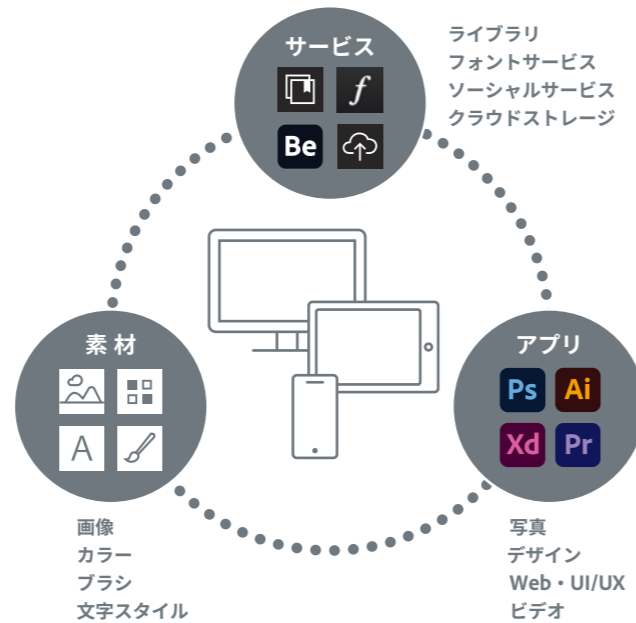 サービス
f
Be
ライブラリ
フォントサービス
ソーシャルサービス
クラウドストレージ
素材
A
画像
カラー
ブラシ
文字スタイル
アプリ
Ps Ai
Xd Pr
写真
デザイン
Web・UI/UX
ビデオ